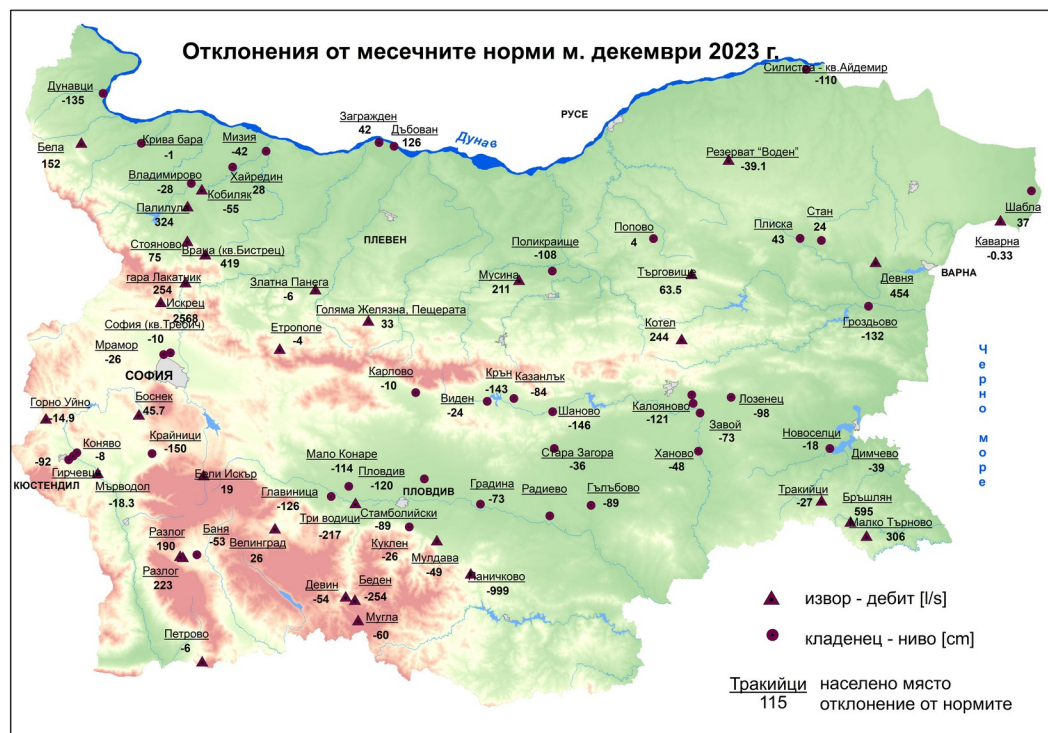 Отклонения от месечните норми м. декември 2023 г.
Силистра - кв.Айдемир
-110
Дунавци
-135
Заграждeн
42
Дъбован
126
Дунав
РУСЕ
Бела
152
Крива бара
-1
Мизия
-42
Хайредин
28
Владимирово
-28
Кобиляк
-55
Резерват “Воден”
-39.1
Палилула
324
Шабла
37
Каварна
-0.33
Стояново
75
Враца (кв.Бистрец)
419
ПЛЕВЕН
Поликраище
-108
Попово
4
Плиска
43
Стан
24
ВАРНА
гара Лакатник
254
Искрец
2568
Златна Панега
-6
Мусина
211
Търговище
63.5
Девня
454
Голяма Желязна, Пещерата
33
Гроздьово
-132
София (кв.Требич)
-10
Мрамор
-26
Етрополе
-4
Котел
244
СОФИЯ
Карлово
-10
Крън
-143
Казанлък
-84
Виден
-24
Шаново
-146
Калояново
-121
Лозенец
-98
Завой
-73
Черно море
Горно Уйно
-14.9
Боснек
45.7
Коняво
-8
Крайници
-150
-92
Гирчевци
КЮСТЕНДИЛ
Мърводол
-18.3
Бели Искър
19
Мало Конаре
-114
Пловдив
-120
ПЛОВДИВ
Стара Загора
-36
Ханово
-48
Новоселци
-18
Димчево
-39
Главиница
-126
Градина
-73
Радиево
Гълъбово
-89
Тракийци
-27
Бръшлян
595
Малко Търново
306
Три водици
-217
Стамболийски
-89
Куклен
-26
Мулдава
-49
Разлог
190
Баня
-53
Велинград
26
Разлог
223
Девин
-54
Беден
-254
Паничково
-999
Мугла
-60
Петрово
-6
извор - дебит [l/s]
кладенец - ниво [cm]
Тракийци населено място
115 отклонение от нормите